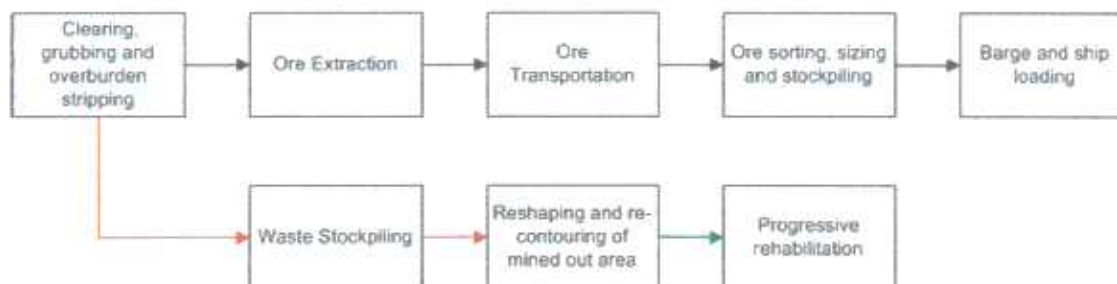 Clearing,
grubbing and
overburden
stripping
Ore Extraction
Ore
Transportation
Ore sorting, sizing
and stockpiling
Barge and ship
loading
Waste Stockpiling
Reshaping and re-
contouring of
mined out area
Progressive
rehabilitation